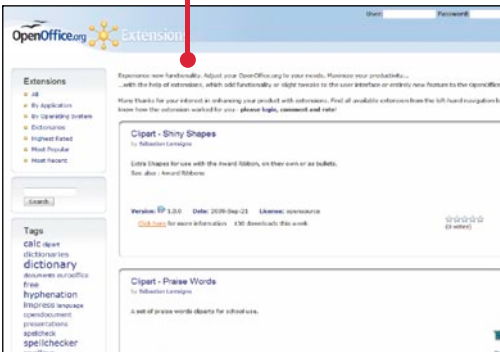 User: Password:
OpenOffice.org Extensions
Extensions
All
By Application
By Operating System
Dictionaries
Highest Rated
Most Popular
Most Recent
Search
Tags
calc clipart
dictionaries
dictionary
documents eurooffice
free
hyphenation
impress language
opendocument
presentations
spellcheck
spellchecker
Experience new functionality. Adjust your OpenOffice.org to your needs. Maximize your productivity...
...with the help of extensions, which add functionality or slight tweaks to the user interface or entirely new feature to the OpenOffice
Many thanks for your interest in enhancing your product with extensions. Find all available extensions from the left hand navigation
know how the extension worked for you - please login, comment and rate!
Clipart - Shiny Shapes
by Sébastien
Extra Shapes for use with the Award Ribbon, on their own or as bullets.
See also : Award Ribbons
Version: 1.0.0 Date: 2009-Sep-21 License: opensource
Click here for more information 130 downloads this week
(0 votes)
Clipart - Praise Words
by Sébastien
A set of praise words cliparts for school use.